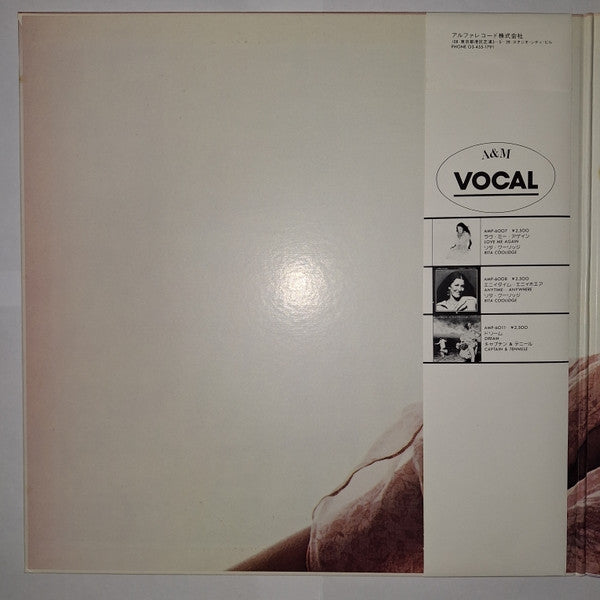 アルファレコード株式会社
PHONE 03-455-1791
A&M
VOCAL
AMP-6007 ¥2,500
ラヴ・ミー・アゲイン
LOVE ME AGAIN
リタ・クーリッジ
RITA COOLIDGE
AMP-6008 ¥2,500
エニイタイム・エニイホエア
ANYTIME ANYWHERE
リタ・クーリッジ
RITA COOLIDGE
AMP-6011 ¥2,500
ドリーム
DREAM
キャプテン & テニール
CAPTAIN & TENNILLE